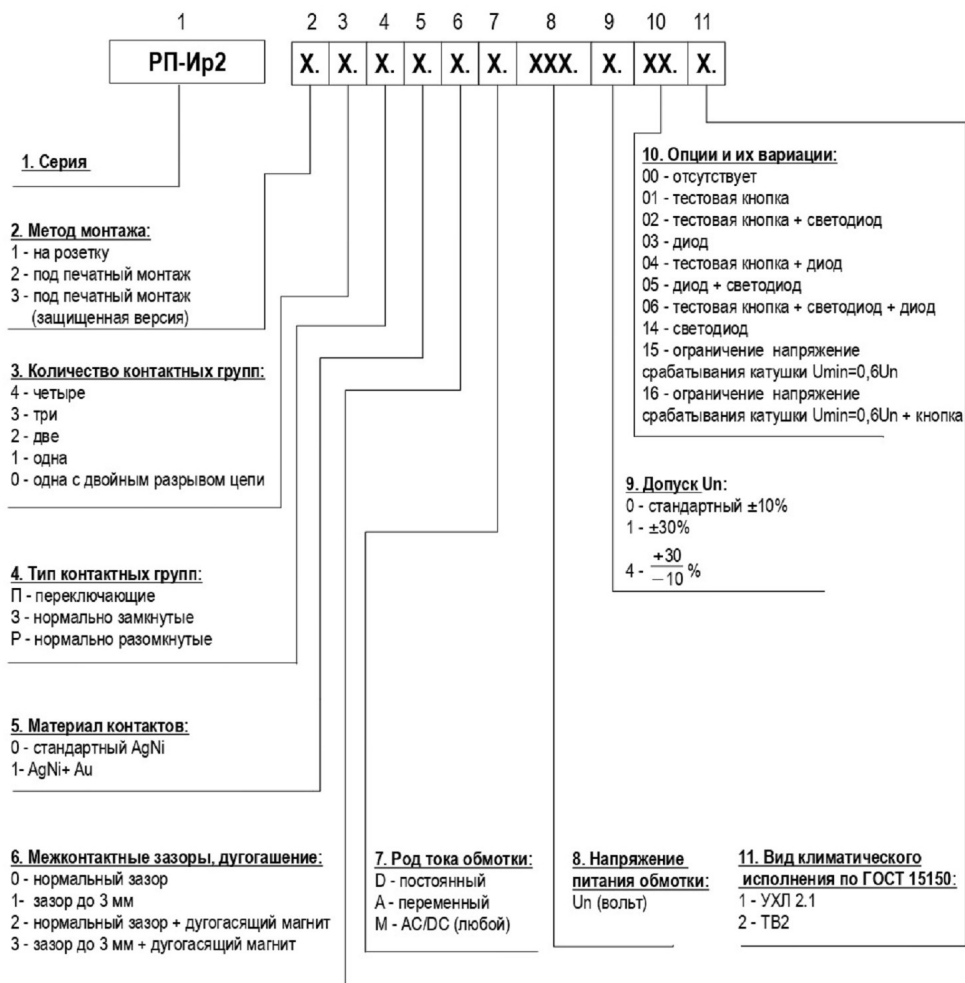 1 2 3 4 5 6 7 8 9 10 11
РП-Ир2 X. X. X. X. X. X. XXX. X. XX. X.
1. Серия
2. Метод монтажа:
1 - на розетку
2 - под печатный монтаж
3 - под печатный монтаж
(защищенная версия)
3. Количество контактных групп:
4 - четыре
3 - три
2 - две
1 - одна
0 - одна с двойным разрывом цепи
4. Тип контактных групп:
П - переключающие
З - нормально замкнутые
Р - нормально разомкнутые
5. Материал контактов:
0 - стандартный AgNi
1- AgNi+ Au
6. Межконтактные зазоры, дугогашение:
0 - нормальный зазор
1- зазор до 3 мм
2 - нормальный зазор + дугогасящий магнит
3 - зазор до 3 мм + дугогасящий магнит
7. Род тока обмотки:
D - постоянный
A - переменный
M - AC/DC (любой)
8. Напряжение
питания обмотки:
Un (вольт)
9. Допуск Un:
0 - стандартный ±10%
1 - ±30%
4 - +30/−10 %
10. Опции и их вариации:
00 - отсутствует
01 - тестовая кнопка
02 - тестовая кнопка + светодиод
03 - диод
04 - тестовая кнопка + диод
05 - диод + светодиод
06 - тестовая кнопка + светодиод + диод
14 - светодиод
15 - ограничение напряжение
срабатывания катушки Umin=0,6Un
16 - ограничение напряжение
срабатывания катушки Umin=0,6Un + кнопка
11. Вид климатического
исполнения по ГОСТ 15150:
1 - УХЛ 2.1
2 - ТВ2